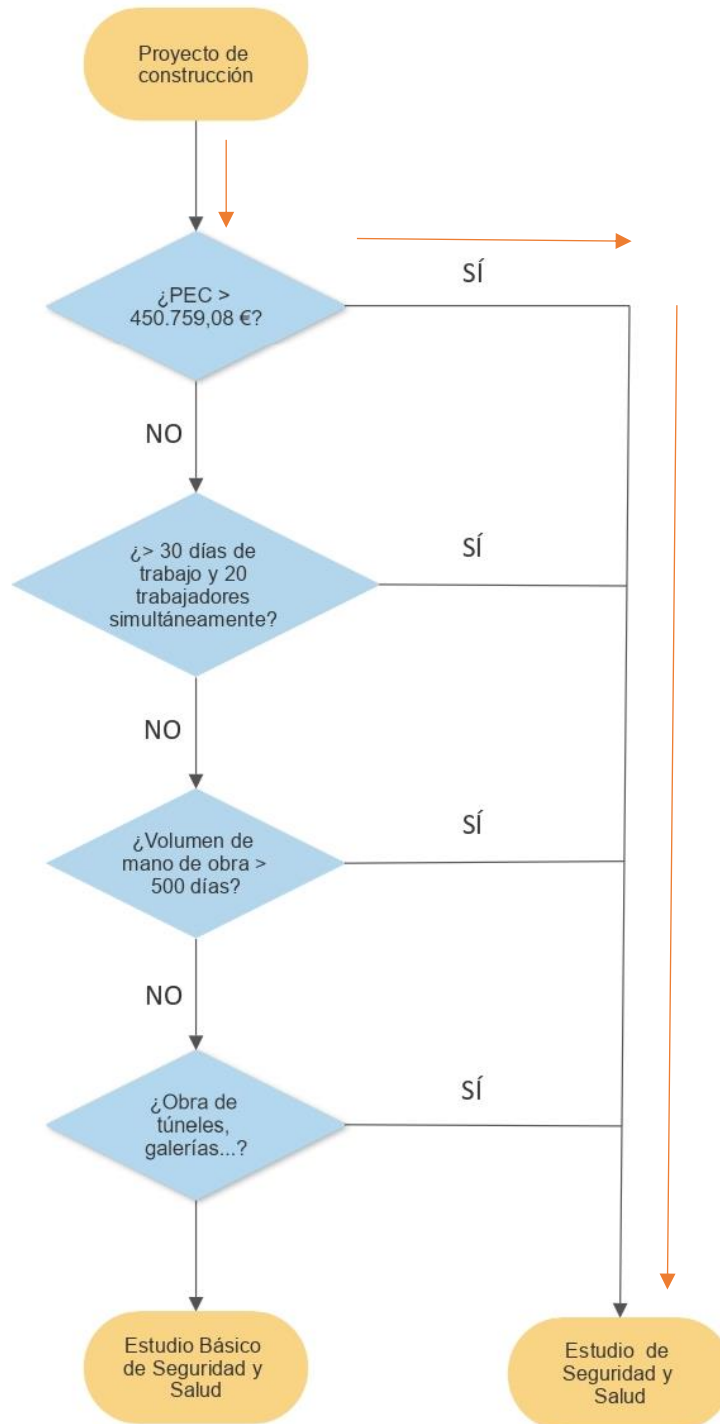 Proyecto de
construcción
¿PEC >
450.759,08 €?
SÍ
NO
¿> 30 días de
trabajo y 20
trabajadores
simultáneamente?
SÍ
NO
¿Volumen de
mano de obra >
500 días?
SÍ
NO
¿Obra de
túneles,
galerías...?
SÍ
Estudio Básico
de Seguridad y
Salud
Estudio de
Seguridad y
Salud